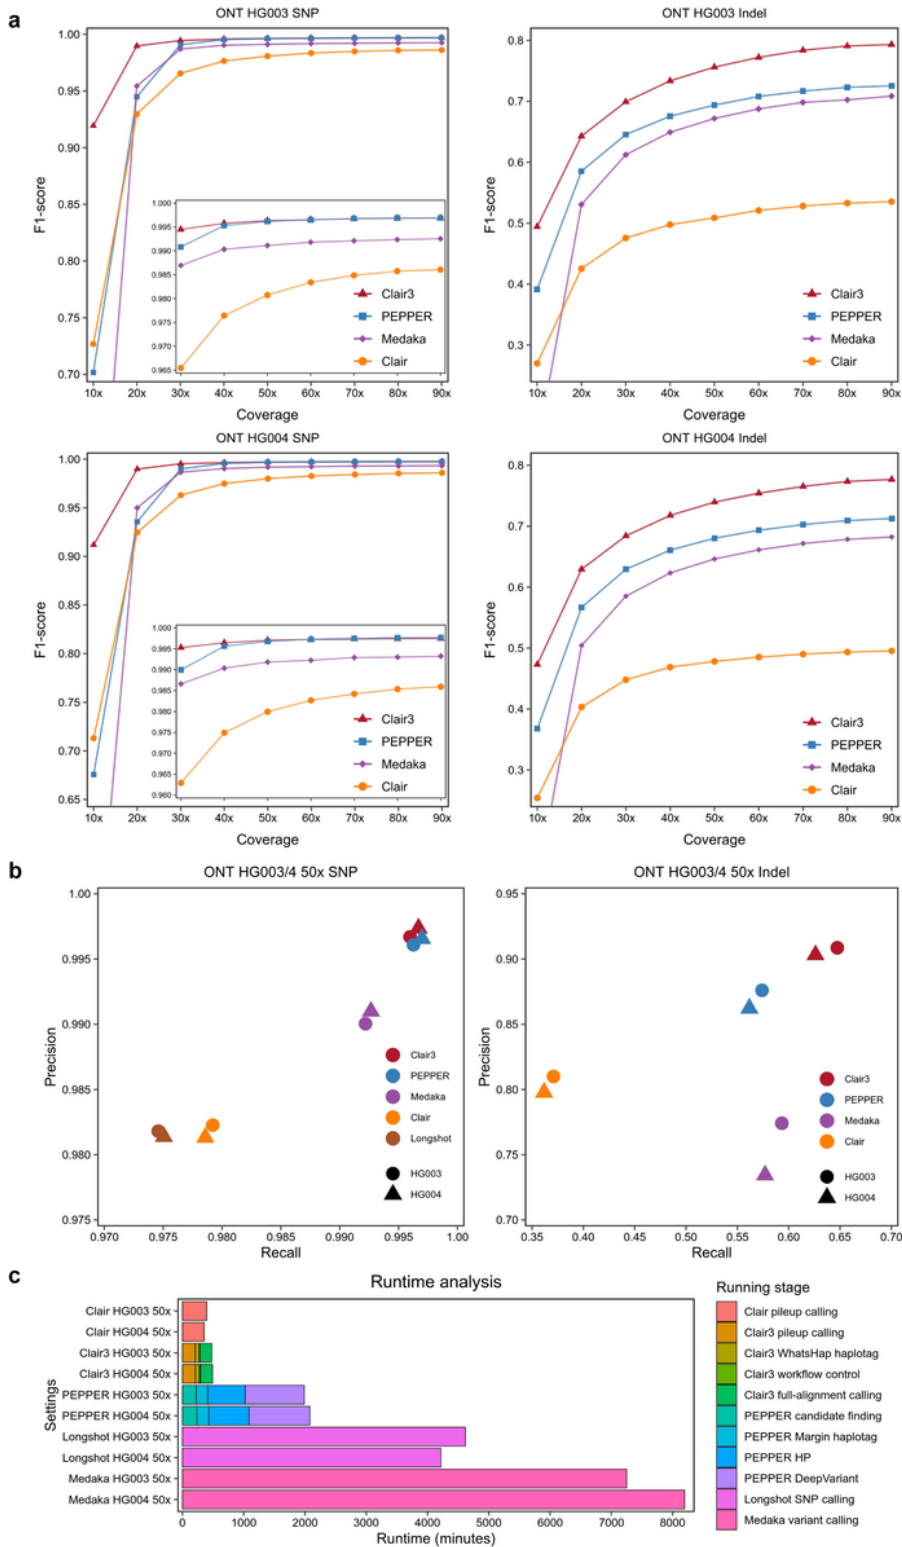 a
ONT HG003 SNP
1.00
0.95
0.90
0.85
0.80
0.75
0.70
F1-score
1.000
0.995
0.990
0.985
0.980
0.975
0.970
0.965
30x 40x 50x 60x 70x 80x 90x
Clair3
PEPPER
Medaka
Clair
10x 20x 30x 40x 50x 60x 70x 80x 90x
Coverage
ONT HG003 Indel
0.8
0.7
0.6
0.5
0.4
0.3
F1-score
Clair3
PEPPER
Medaka
Clair
10x 20x 30x 40x 50x 60x 70x 80x 90x
Coverage
ONT HG004 SNP
1.00
0.95
0.90
0.85
0.80
0.75
0.70
0.65
F1-score
1.000
0.995
0.990
0.985
0.980
0.975
0.970
0.965
0.960
30x 40x 50x 60x 70x 80x 90x
Clair3
PEPPER
Medaka
Clair
10x 20x 30x 40x 50x 60x 70x 80x 90x
Coverage
ONT HG004 Indel
0.8
0.7
0.6
0.5
0.4
0.3
F1-score
Clair3
PEPPER
Medaka
Clair
10x 20x 30x 40x 50x 60x 70x 80x 90x
Coverage
b
ONT HG003/4 50x SNP
1.00
0.995
0.990
0.985
0.980
0.975
Precision
Clair3
PEPPER
Medaka
Clair
Longshot
HG003
HG004
0.970 0.975 0.980 0.985 0.990 0.995 1.00
Recall
ONT HG003/4 50x Indel
0.95
0.90
0.85
0.80
0.75
0.70
Precision
Clair3
PEPPER
Medaka
Clair
HG003
HG004
0.35 0.40 0.45 0.50 0.55 0.60 0.65 0.70
Recall
c
Runtime analysis
Settings
Clair HG003 50x
Clair HG004 50x
Clair3 HG003 50x
Clair3 HG004 50x
PEPPER HG003 50x
PEPPER HG004 50x
Longshot HG003 50x
Longshot HG004 50x
Medaka HG003 50x
Medaka HG004 50x
0 1000 2000 3000 4000 5000 6000 7000 8000
Runtime (minutes)
Running stage
Clair pileup calling
Clair3 pileup calling
Clair3 WhatsHap haplotag
Clair3 workflow control
Clair3 full-alignment calling
PEPPER candidate finding
PEPPER Margin haplotag
PEPPER HP
PEPPER DeepVariant
Longshot SNP calling
Medaka variant calling